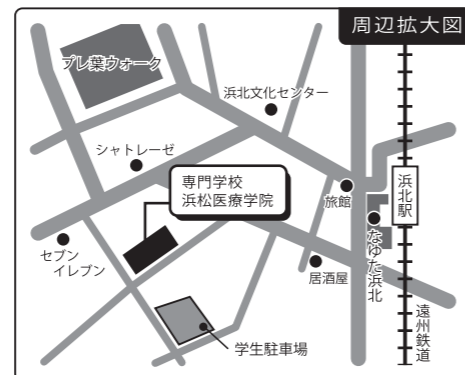 周辺拡大図
プレ葉ウォーク
浜北文化センター
シャトレーゼ
専門学校
浜松医療学院
旅館
浜北駅
なゆた浜北
セブン
イレブン
居酒屋
遠州鉄道
学生駐車場